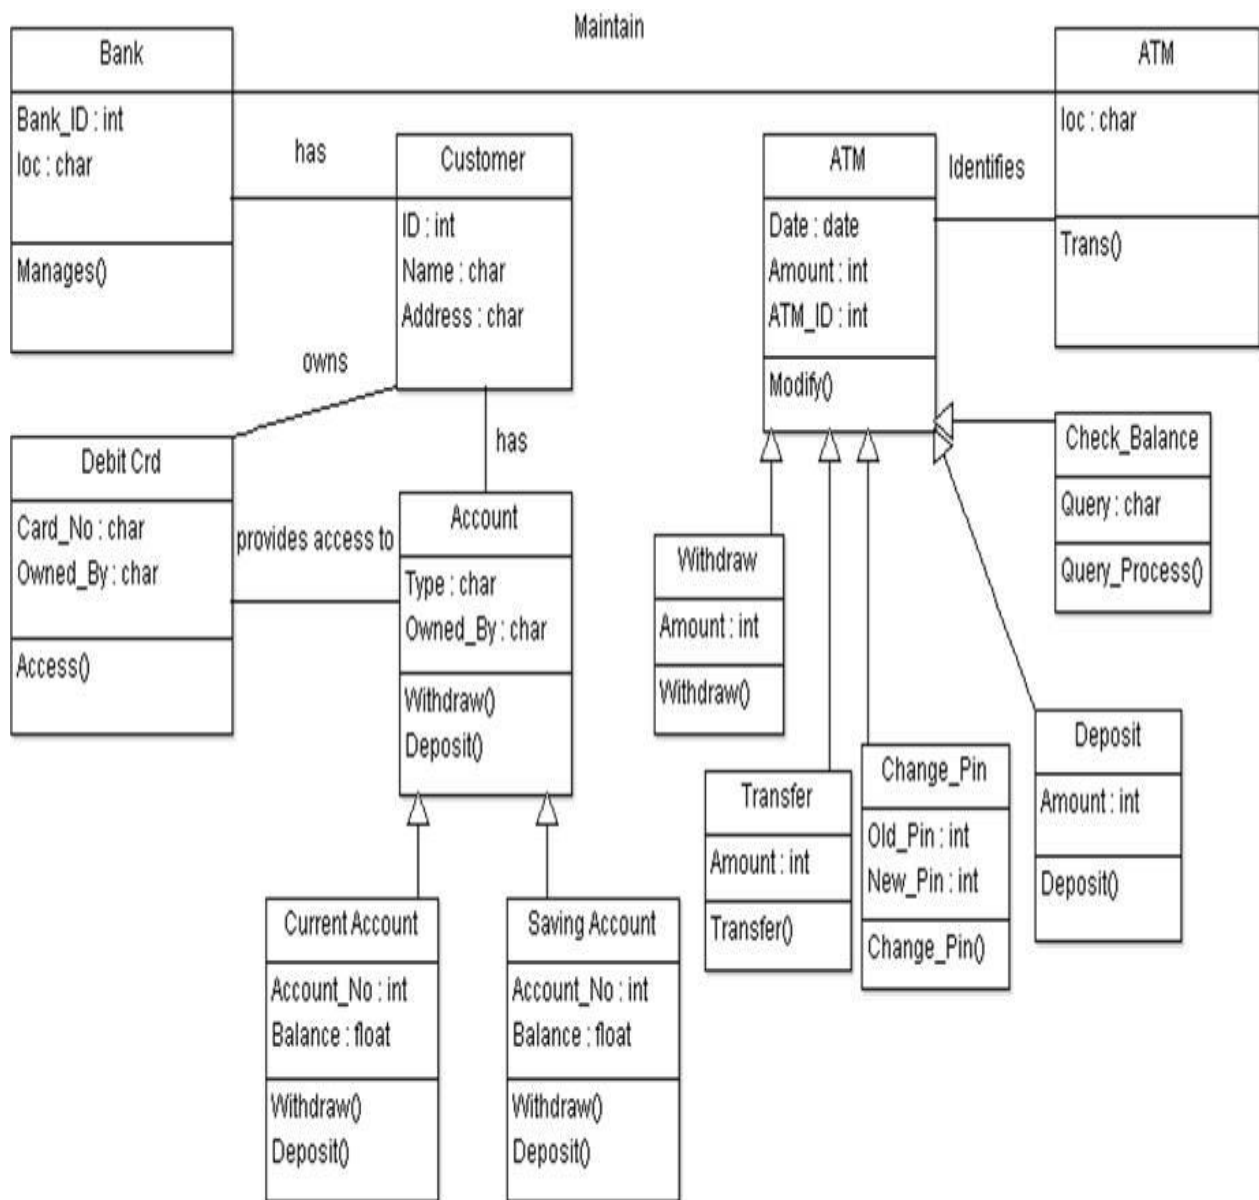 Maintain
Bank
Bank_ID : int
loc : char
Manages()
has
Customer
ID : int
Name : char
Address : char
owns
has
Debit Crd
Card_No : char
Owned_By : char
Access()
provides access to
Account
Type : char
Owned_By : char
Withdraw()
Deposit()
Current Account
Account_No : int
Balance : float
Withdraw()
Deposit()
Saving Account
Account_No : int
Balance : float
Withdraw()
Deposit()
ATM
Date : date
Amount : int
ATM_ID : int
Modify()
Identifies
ATM
loc : char
Trans()
Check_Balance
Query : char
Query_Process()
Withdraw
Amount : int
Withdraw()
Transfer
Amount : int
Transfer()
Change_Pin
Old_Pin : int
New_Pin : int
Change_Pin()
Deposit
Amount : int
Deposit()